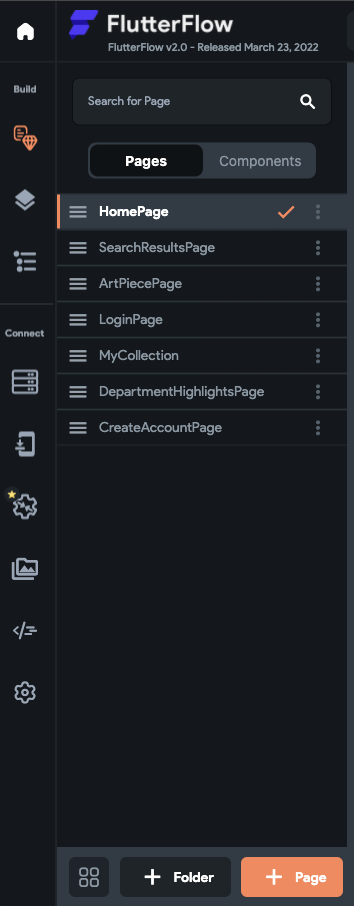 FlutterFlow
FlutterFlow v2.0 - Released March 23, 2022
Build
Search for Page
Pages
Components
HomePage
SearchResultsPage
ArtPiecePage
LoginPage
Connect
MyCollection
DepartmentHighlightsPage
CreateAccountPage
Folder
Page